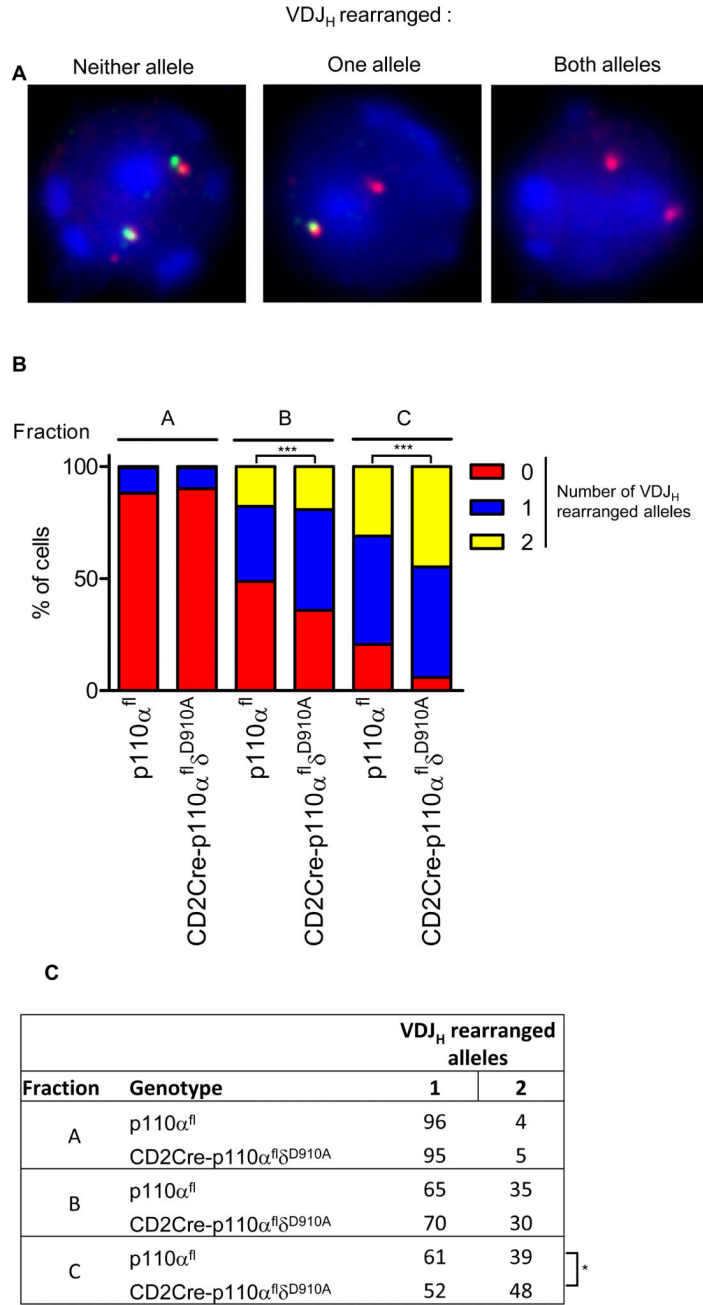 VDJH rearranged :
A
Neither allele
One allele
Both alleles
B
Fraction
A
B
C
***
***
100
50
0
% of cells
0
1
2
Number of VDJH
rearranged alleles
p110αfl
CD2Cre-p110αflδD910A
p110αfl
CD2Cre-p110αflδD910A
p110αfl
CD2Cre-p110αflδD910A
C
VDJH rearranged
alleles
Fraction Genotype 1 2
A
p110αfl 96 4
CD2Cre-p110αflδD910A 95 5
B
p110αfl 65 35
CD2Cre-p110αflδD910A 70 30
C
p110αfl 61 39
CD2Cre-p110αflδD910A 52 48
*